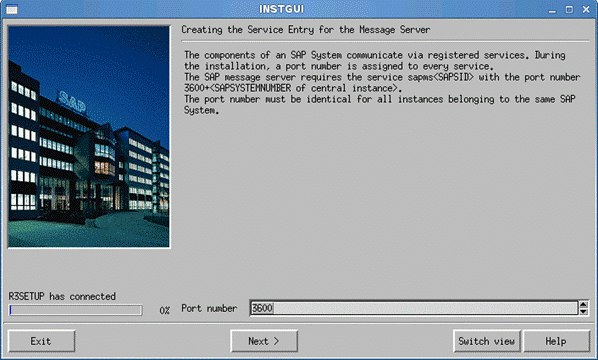 INSTGUI
Creating the Service Entry for the Message Server
The components of an SAP System communicate via registered services. During
the installation, a port number is assigned to every service.
The SAP message server requires the service sapms<SAPSID> with the port number
3600+<SAPSYSTEMNUMBER of central instance>.
The port number must be identical for all instances belonging to the same SAP
System.
SAP
R3SETUP has connected
0%
Port number
3600
Exit
Next >
Switch view
Help